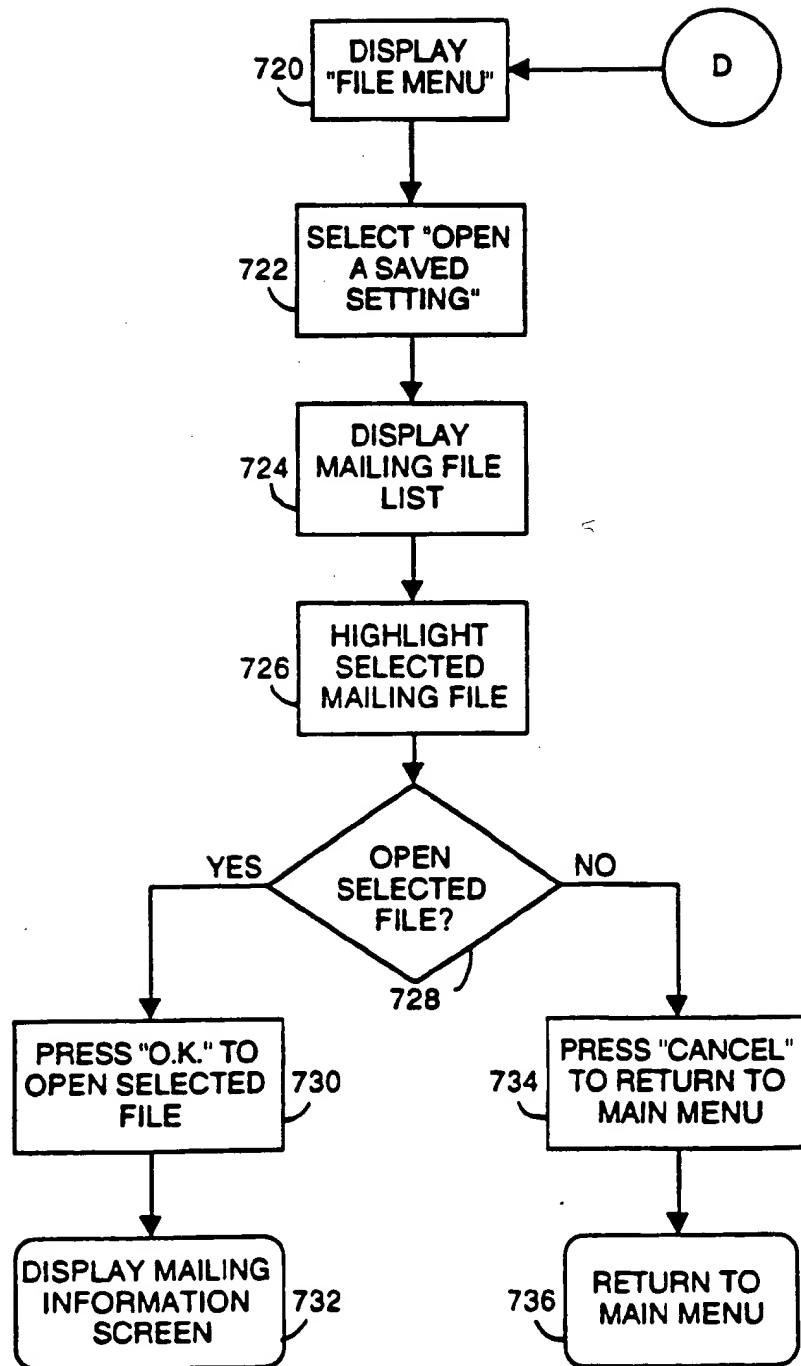 D
720
DISPLAY
"FILE MENU"
722
SELECT "OPEN
A SAVED
SETTING"
724
DISPLAY
MAILING FILE
LIST
726
HIGHLIGHT
SELECTED
MAILING FILE
YES
OPEN
SELECTED
FILE?
NO
728
PRESS "O.K." TO
OPEN SELECTED
FILE
730
734
PRESS "CANCEL"
TO RETURN TO
MAIN MENU
DISPLAY MAILING
INFORMATION
SCREEN
732
736
RETURN TO
MAIN MENU